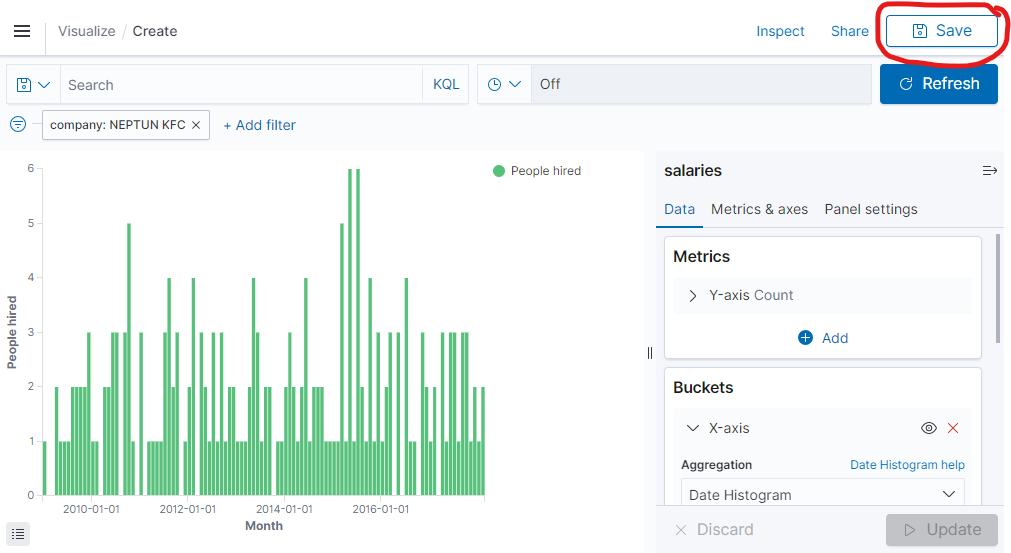 Visualize / Create
Inspect
Share
Save
Search
KQL
Off
Refresh
company: NEPTUN KFC ×
+ Add filter
6
5
4
3
2
1
0
People hired
2010-01-01
2012-01-01
2014-01-01
2016-01-01
Month
People hired
salaries
Data
Metrics & axes
Panel settings
Metrics
Y-axis Count
Add
Buckets
X-axis
Aggregation
Date Histogram help
Date Histogram
Discard
Update